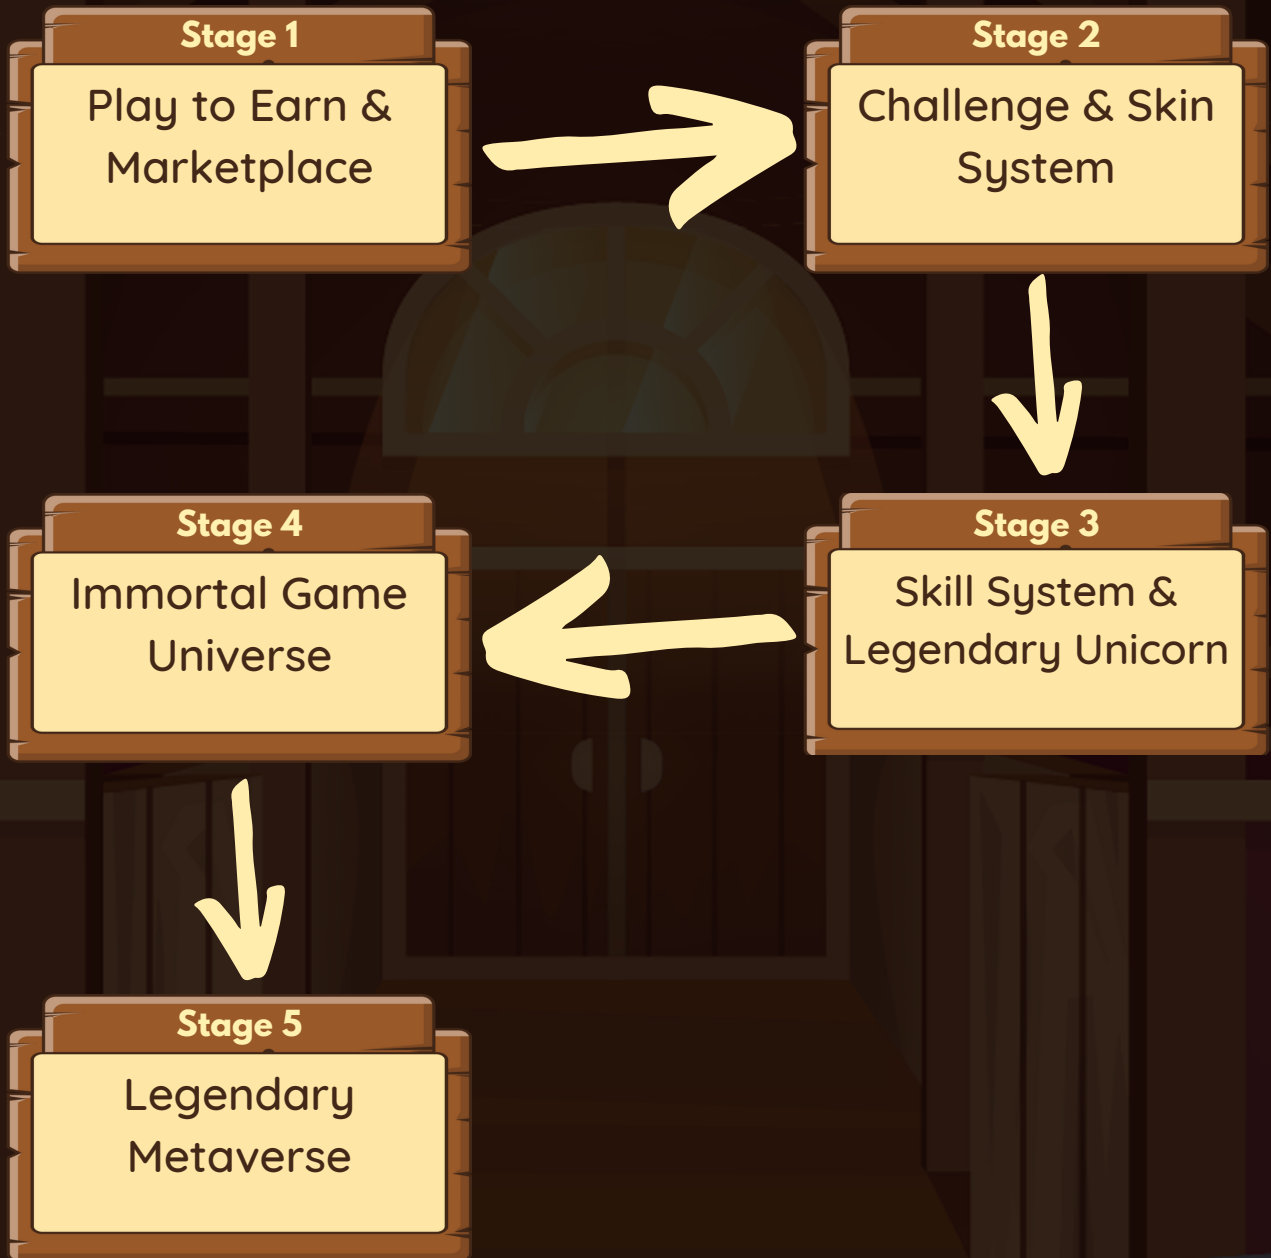 Stage 1
Play to Earn &
Marketplace
Stage 2
Challenge & Skin
System
Stage 3
Skill System &
Legendary Unicorn
Stage 4
Immortal Game
Universe
Stage 5
Legendary
Metaverse